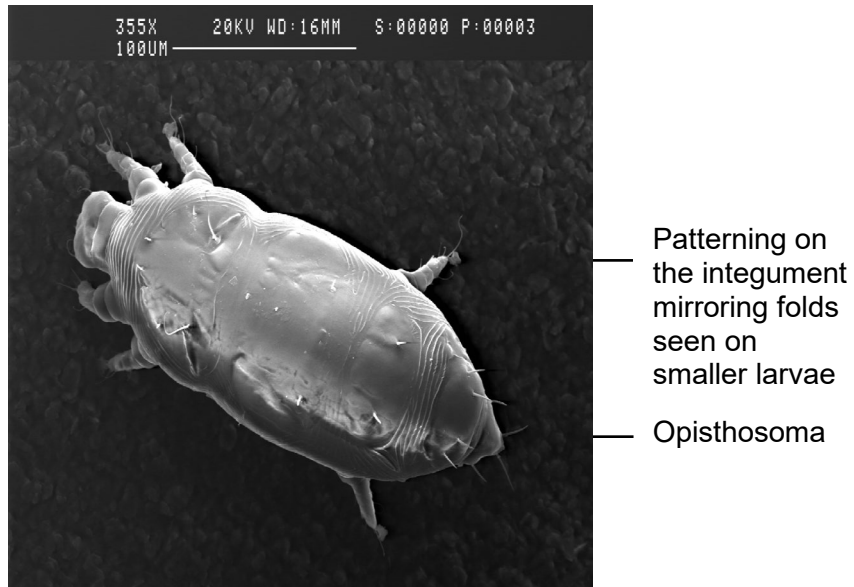 355X 20KV WD:16MM S:00000 P:00003
100UM
Patterning on
the integument
mirroring folds
seen on
smaller larvae
Opisthosoma